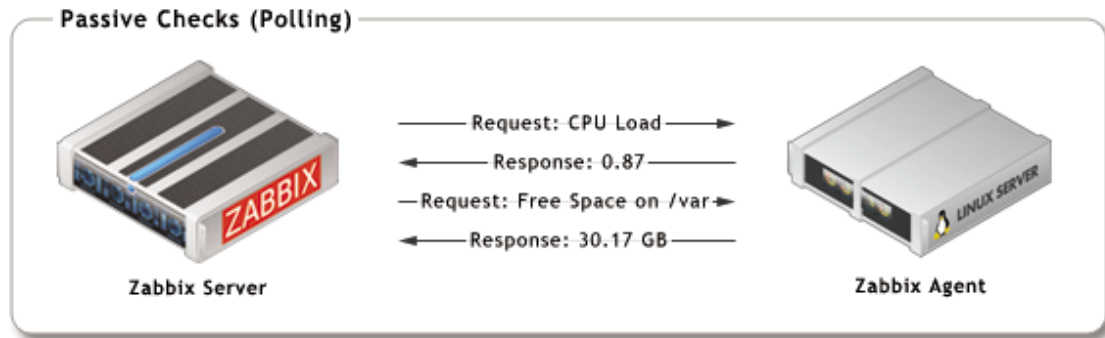 Passive Checks (Polling)
Request: CPU Load
Response: 0.87
Request: Free Space on /var
Response: 30.17 GB
ZABBIX
LINUX SERVER
Zabbix Server
Zabbix Agent